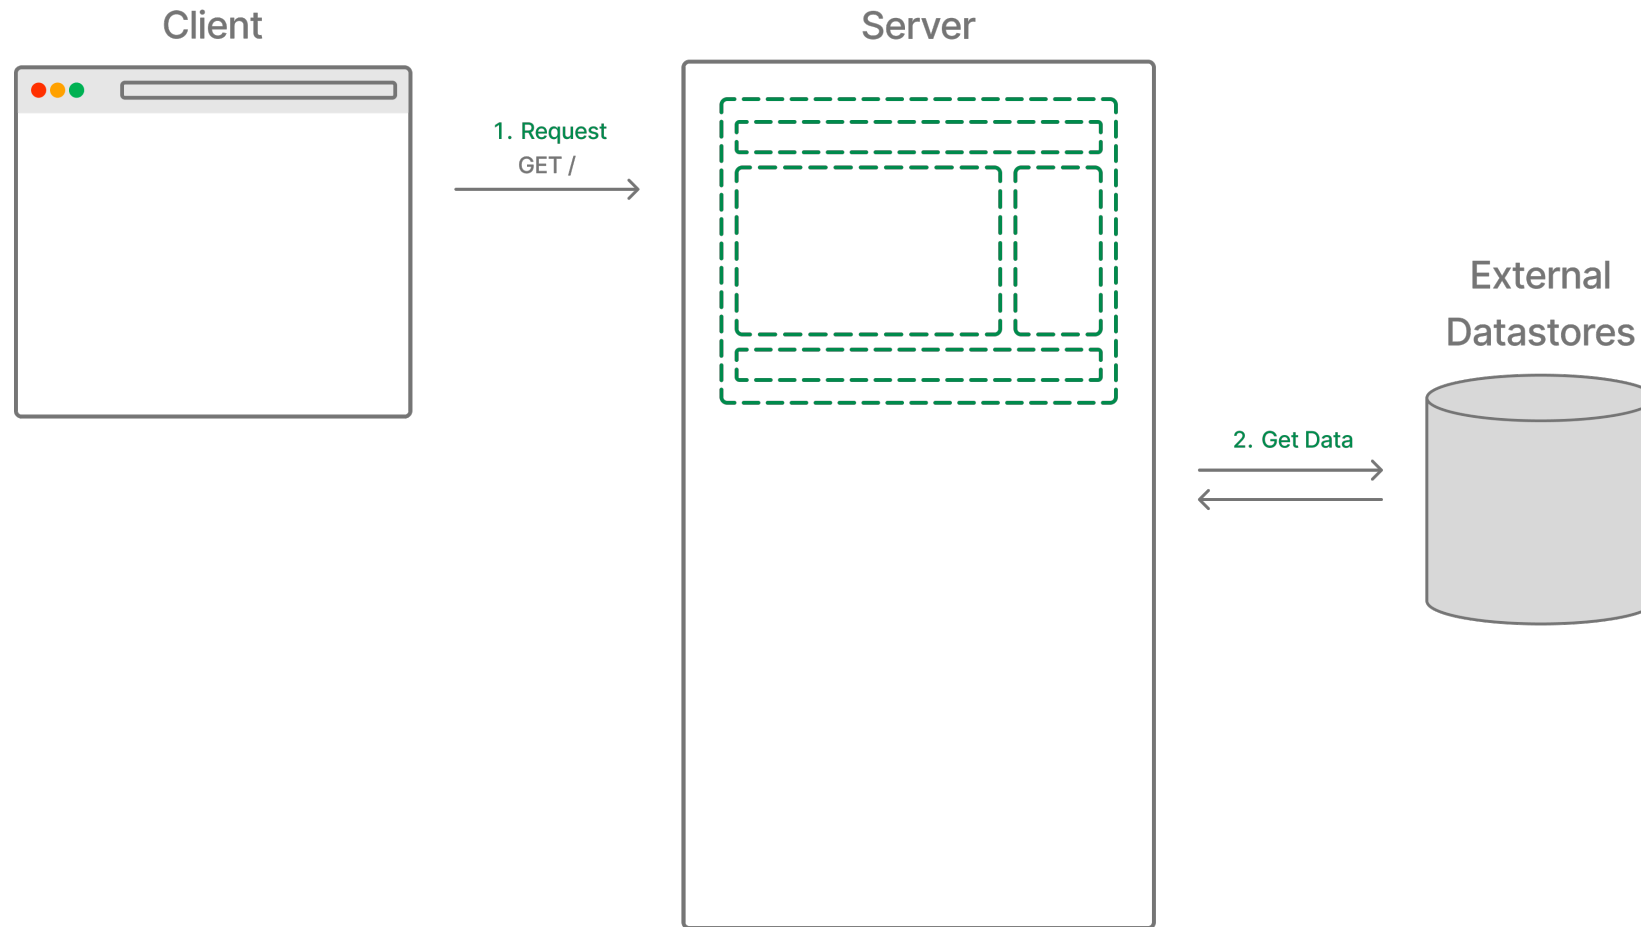 Client
Server
1. Request
GET /
External
Datastores
2. Get Data